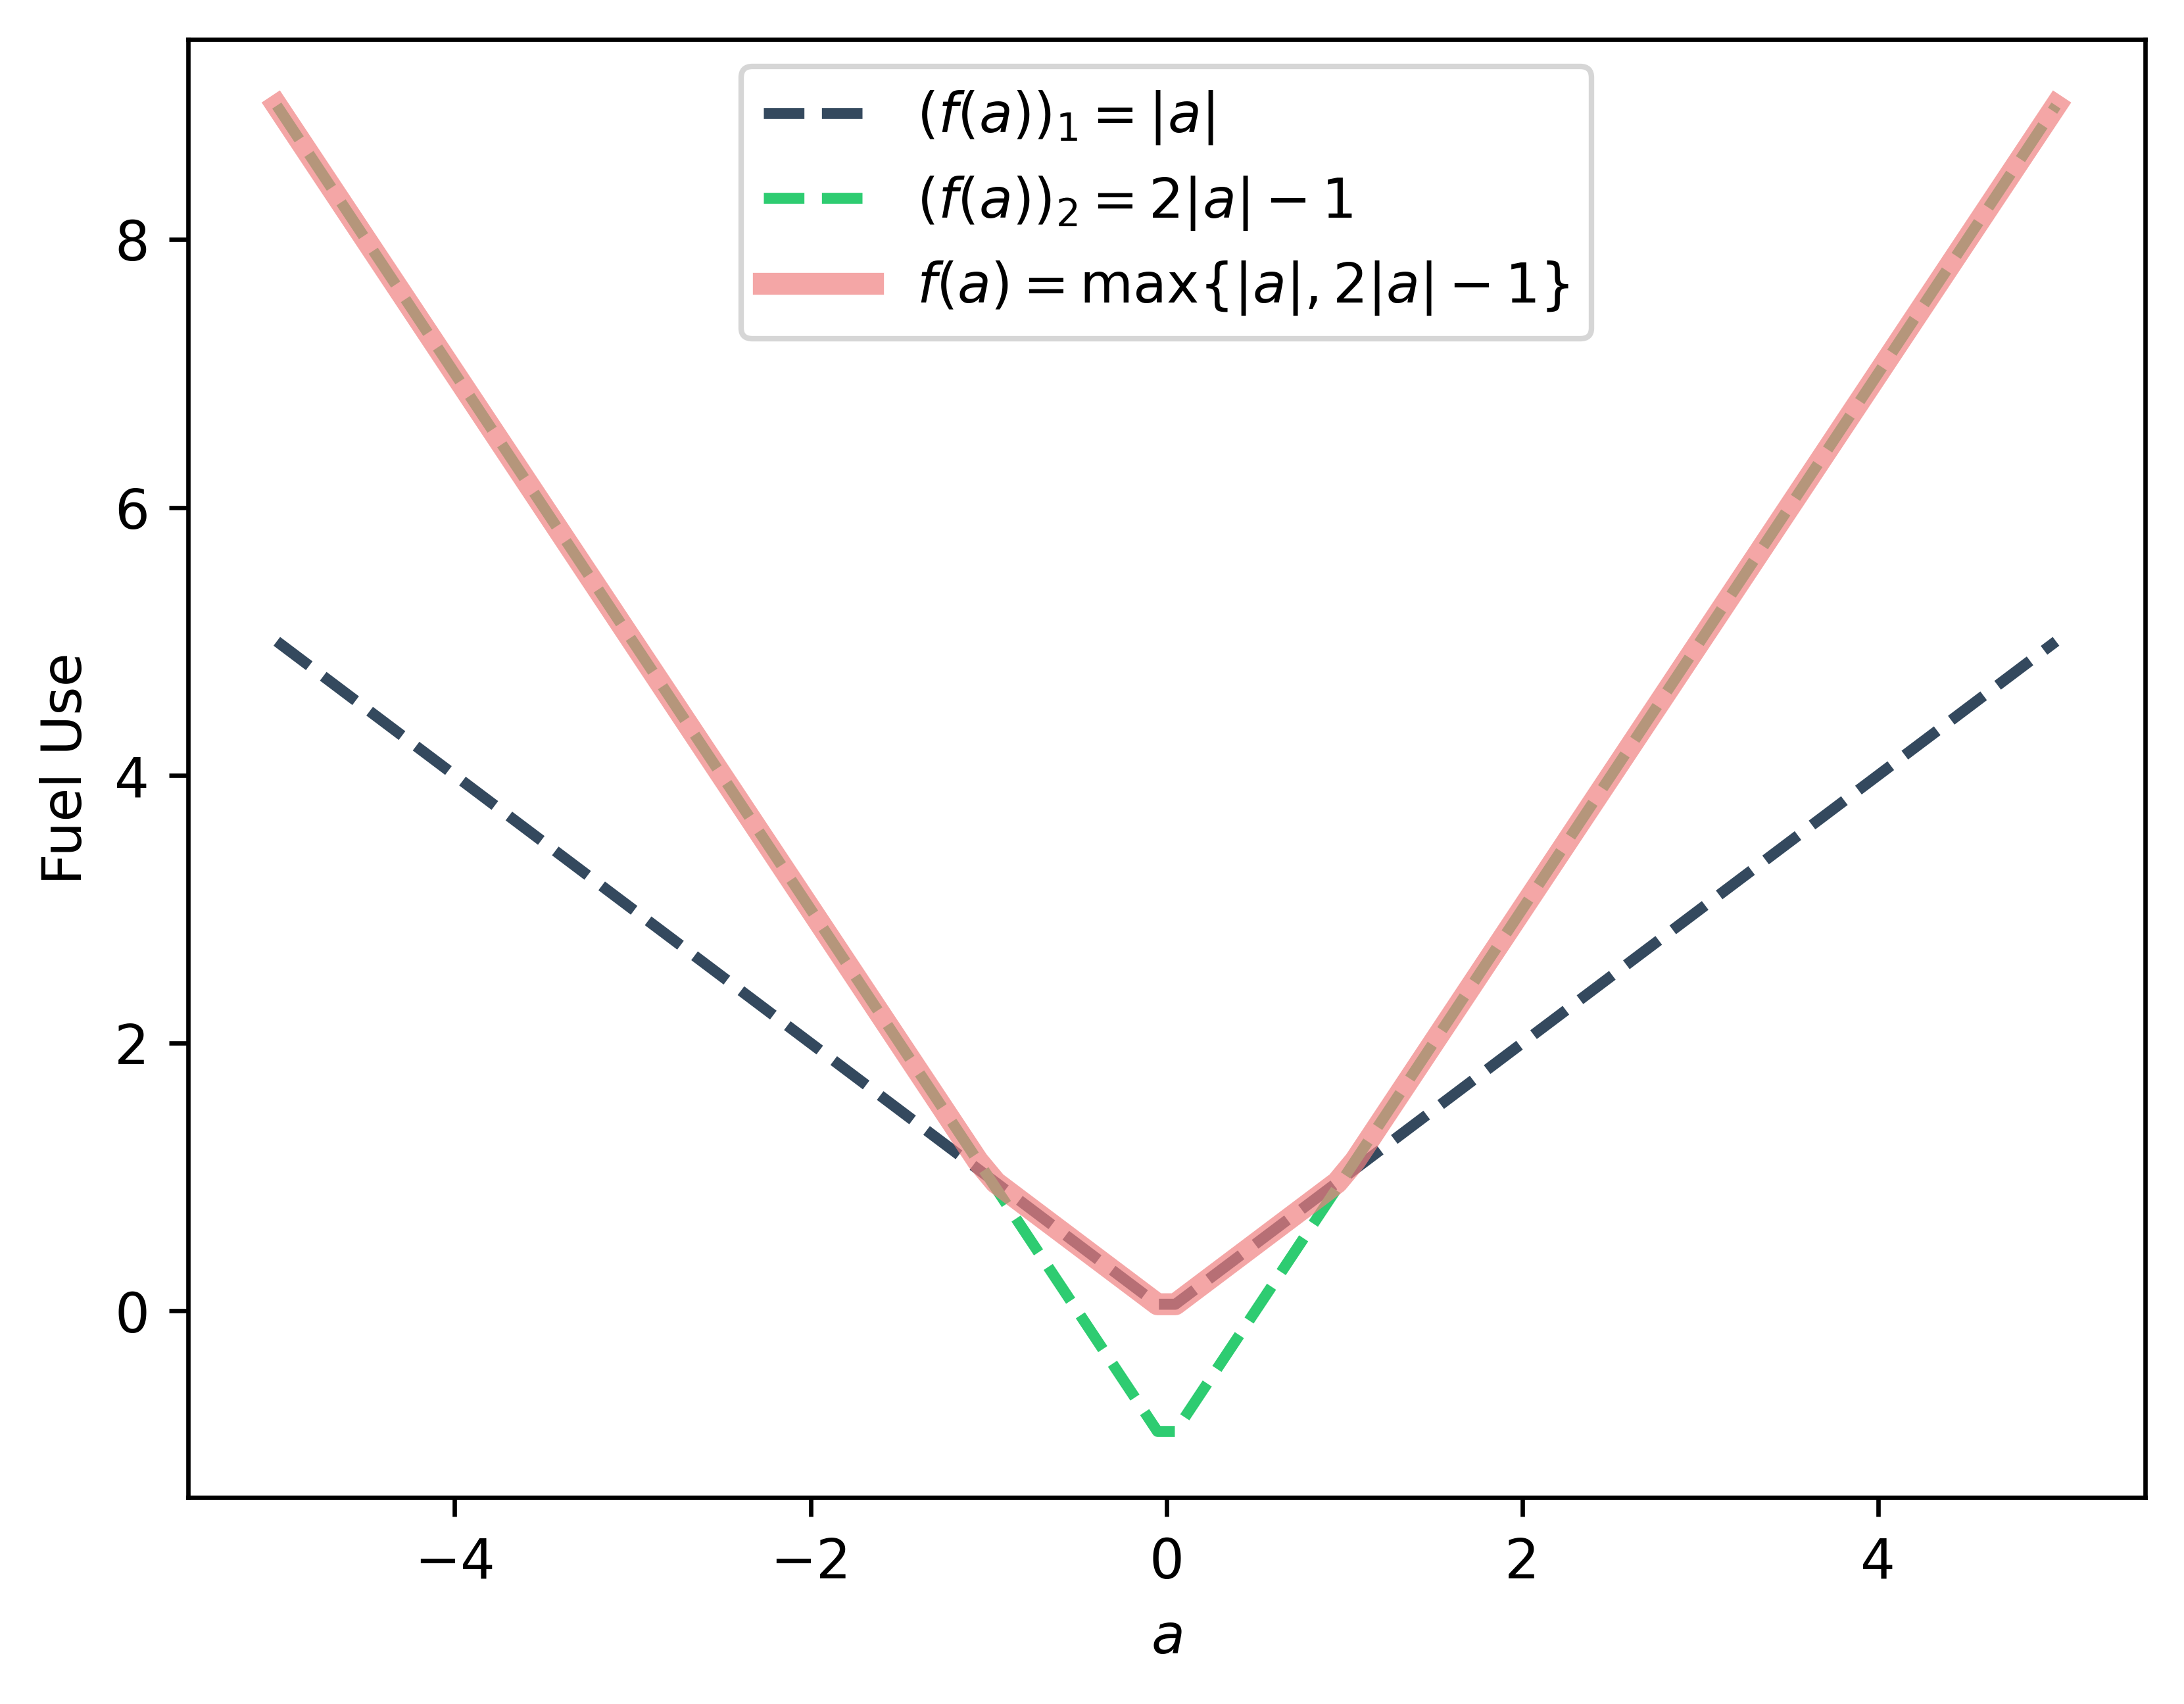 (f(a))₁ = |a|
(f(a))₂ = 2|a| − 1
f(a) = max{|a|, 2|a| − 1}
8
6
4
2
0
Fuel Use
−4 −2 0 2 4
a